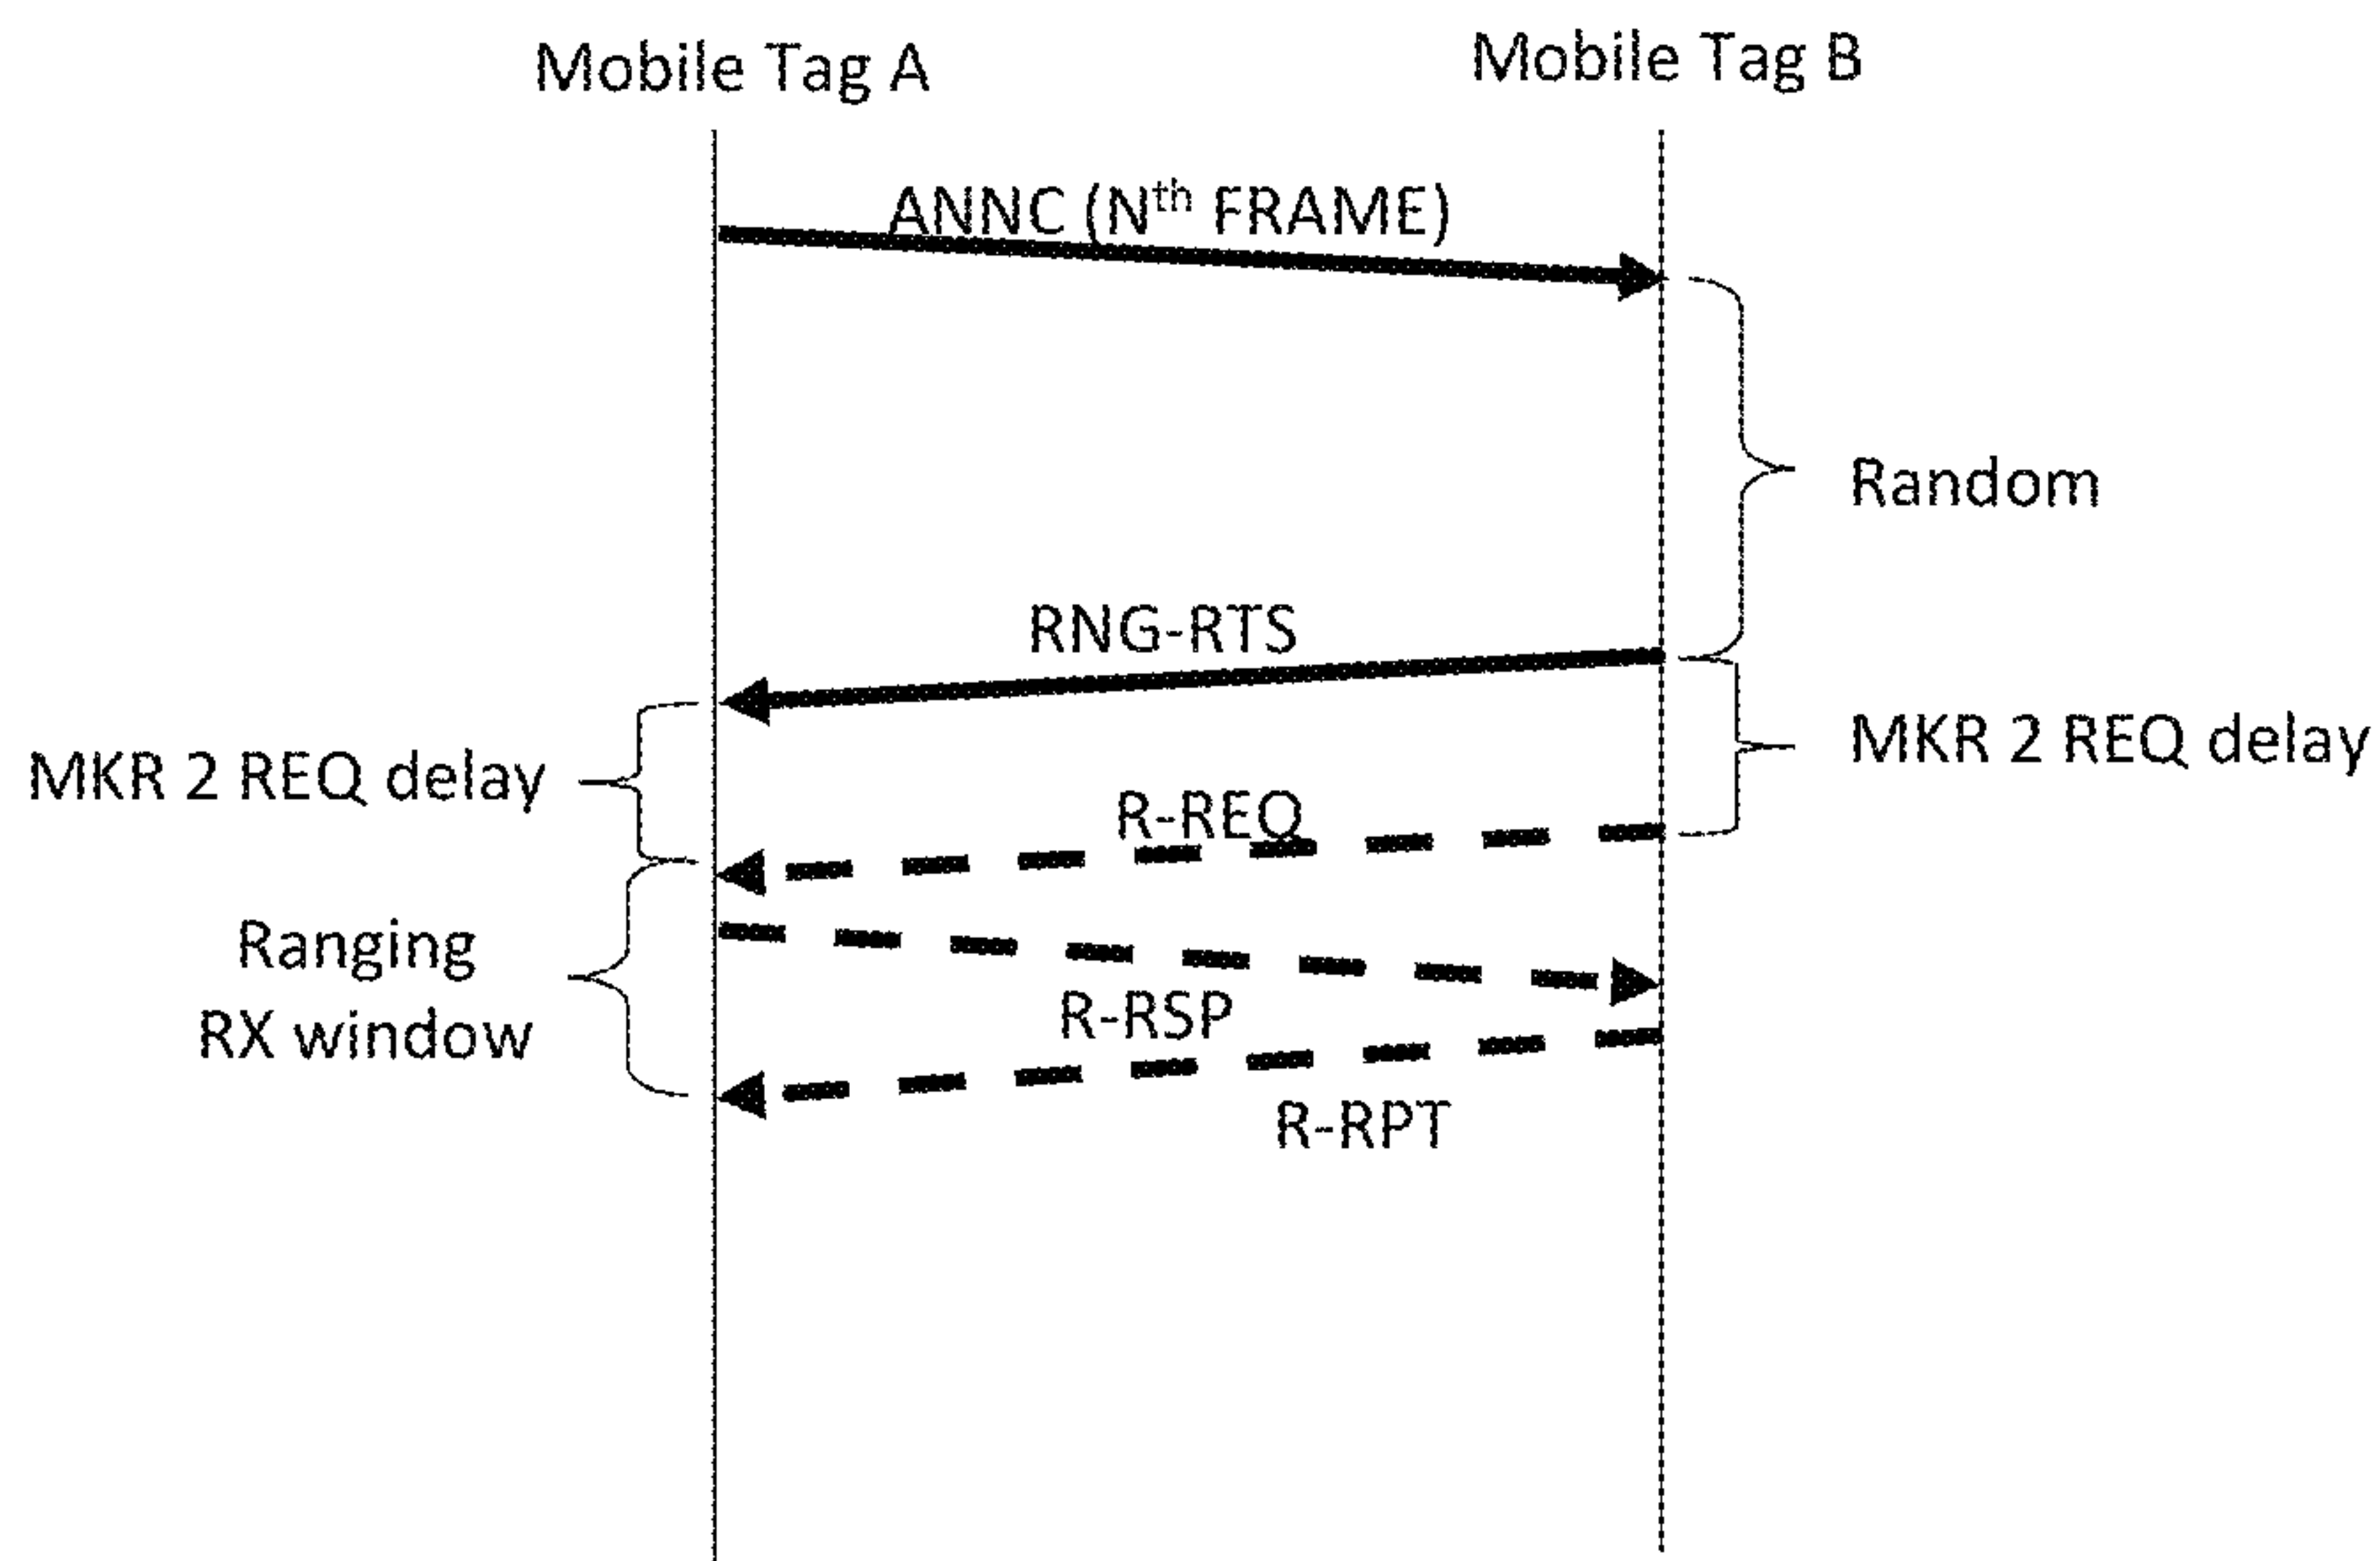 Mobile Tag A
Mobile Tag B
ANNC (Nth FRAME)
Random
RNG-RTS
MKR 2 REQ delay
MKR 2 REQ delay
R-REQ
Ranging
RX window
R-RSP
R-RPT